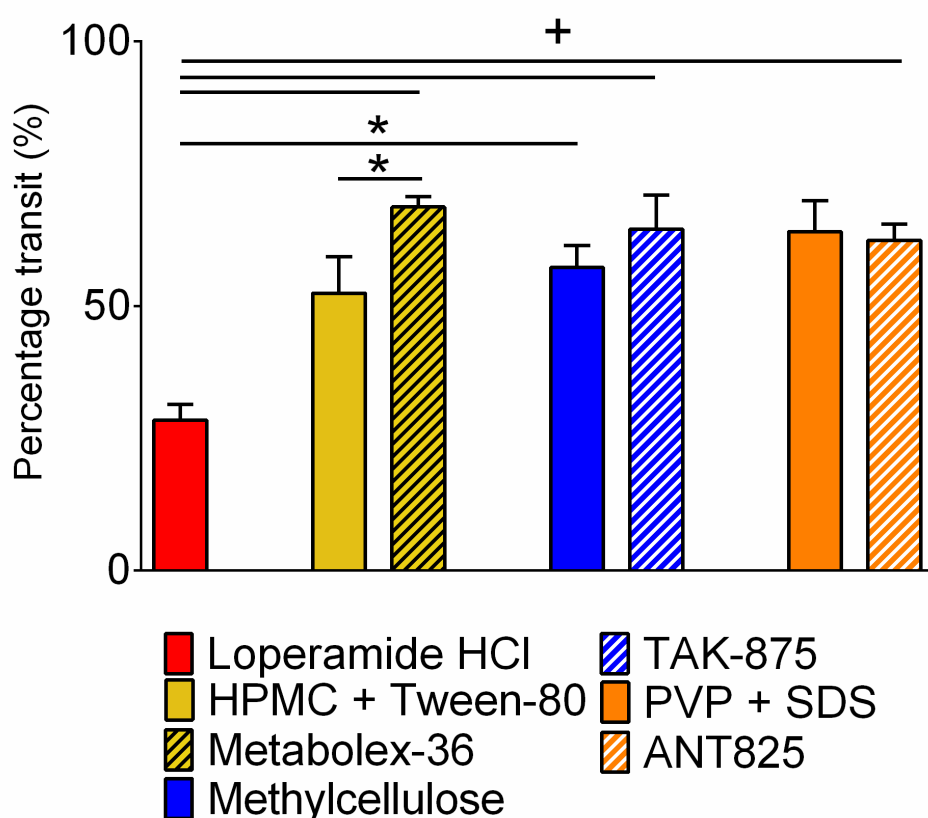 Percentage transit (%)
100
50
0
+
*
*
Loperamide HCl
HPMC + Tween-80
Metabolex-36
Methylcellulose
TAK-875
PVP + SDS
ANT825